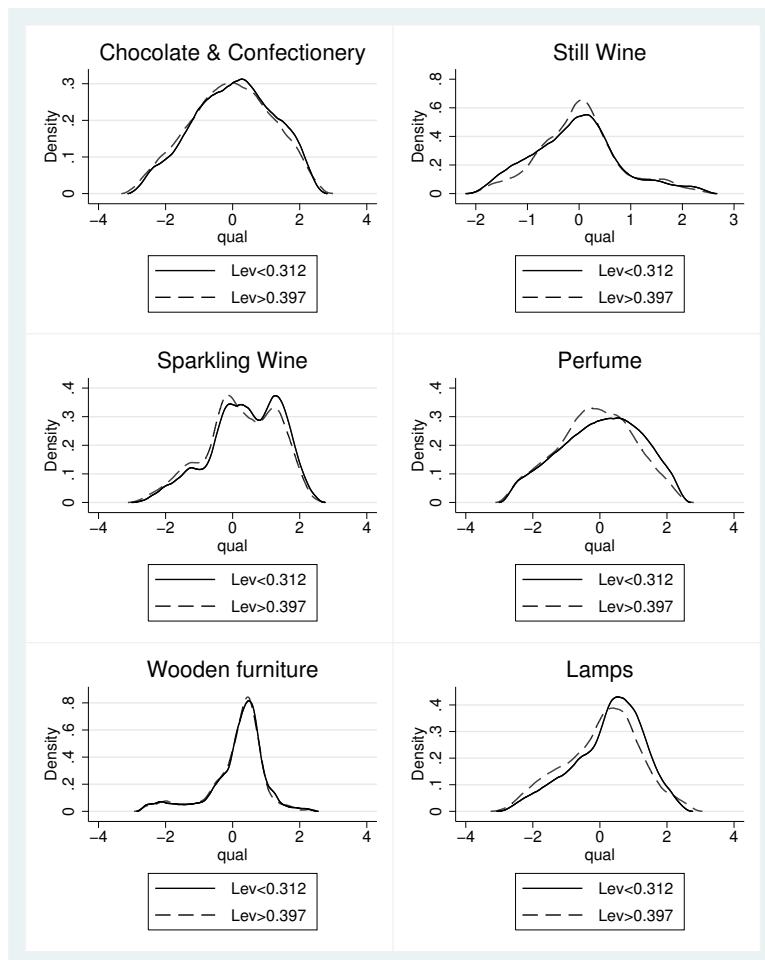 Chocolate & Confectionery
.3
.2
.1
0
Density
−4 −2 0 2 4
qual
Lev<0.312
Lev>0.397
Still Wine
.8
.6
.4
.2
0
Density
−2 −1 0 1 2 3
qual
Lev<0.312
Lev>0.397
Sparkling Wine
.4
.3
.2
.1
0
Density
−4 −2 0 2 4
qual
Lev<0.312
Lev>0.397
Perfume
.4
.3
.2
.1
0
Density
−4 −2 0 2 4
qual
Lev<0.312
Lev>0.397
Wooden furniture
.8
.6
.4
.2
0
Density
−4 −2 0 2 4
qual
Lev<0.312
Lev>0.397
Lamps
.4
.3
.2
.1
0
Density
−4 −2 0 2 4
qual
Lev<0.312
Lev>0.397